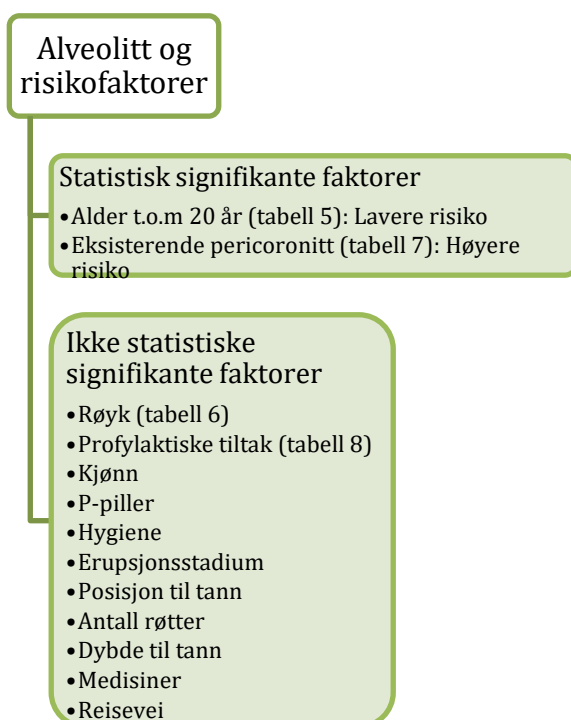 Alveolitt og
risikofaktorer
Statistisk signifikante faktorer
•Alder t.o.m 20 år (tabell 5): Lavere risiko
•Eksisterende pericoronitt (tabell 7): Høyere
risiko
Ikke statistiske
signifikante faktorer
•Røyk (tabell 6)
•Profylaktiske tiltak (tabell 8)
•Kjønn
•P-piller
•Hygiene
•Erupsjonsstadium
•Posisjon til tann
•Antall røtter
•Dybde til tann
•Medisiner
•Reisevei